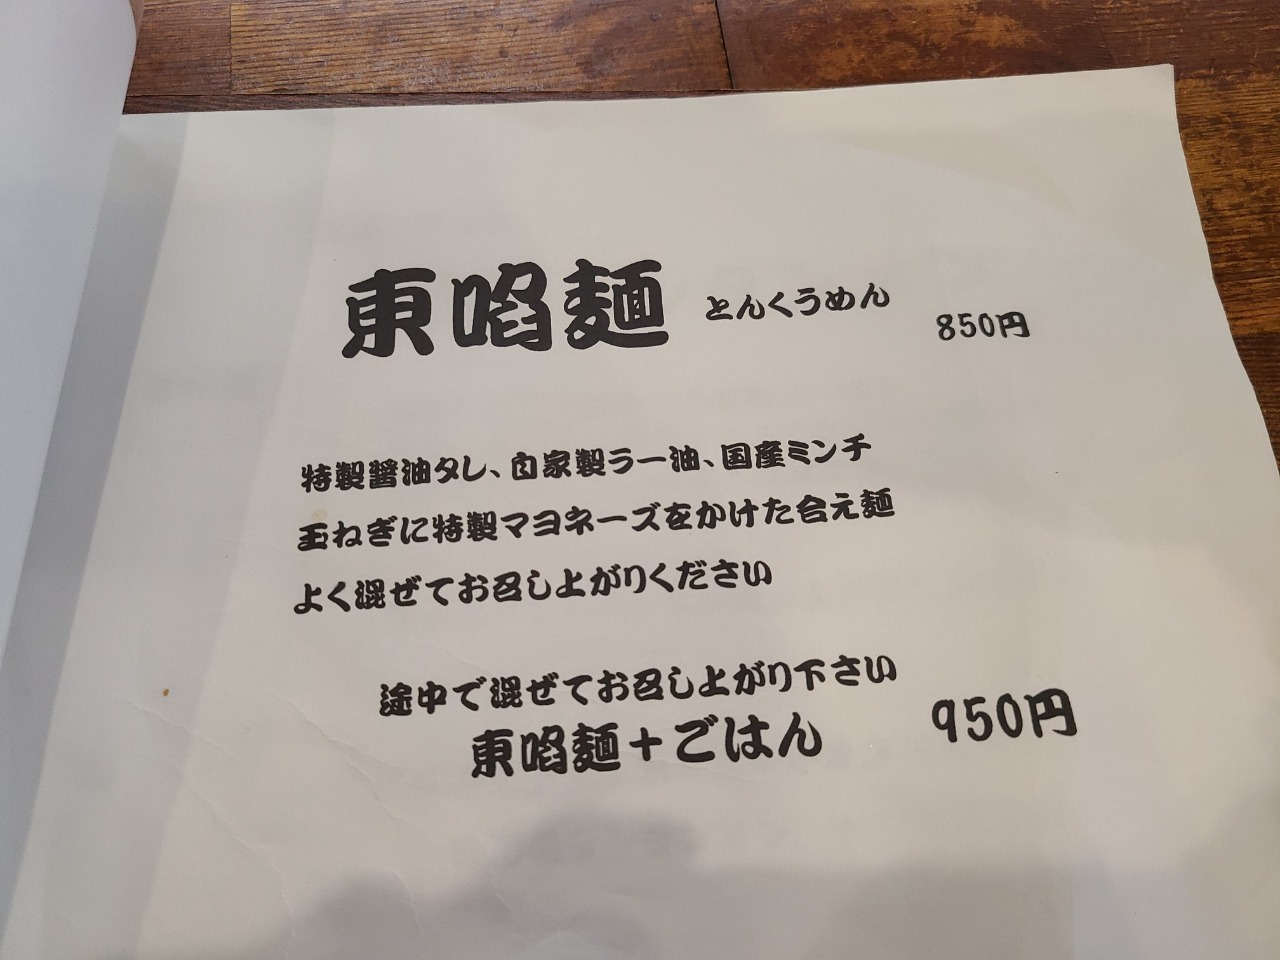 東啗麺 とんくうめん 850円
特製醤油タレ、自家製ラー油、国産ミンチ
玉ねぎに特製マヨネーズをかけた合え麺
よく混ぜてお召し上がりください
途中で混ぜてお召し上がり下さい
東啗麺+ごはん 950円